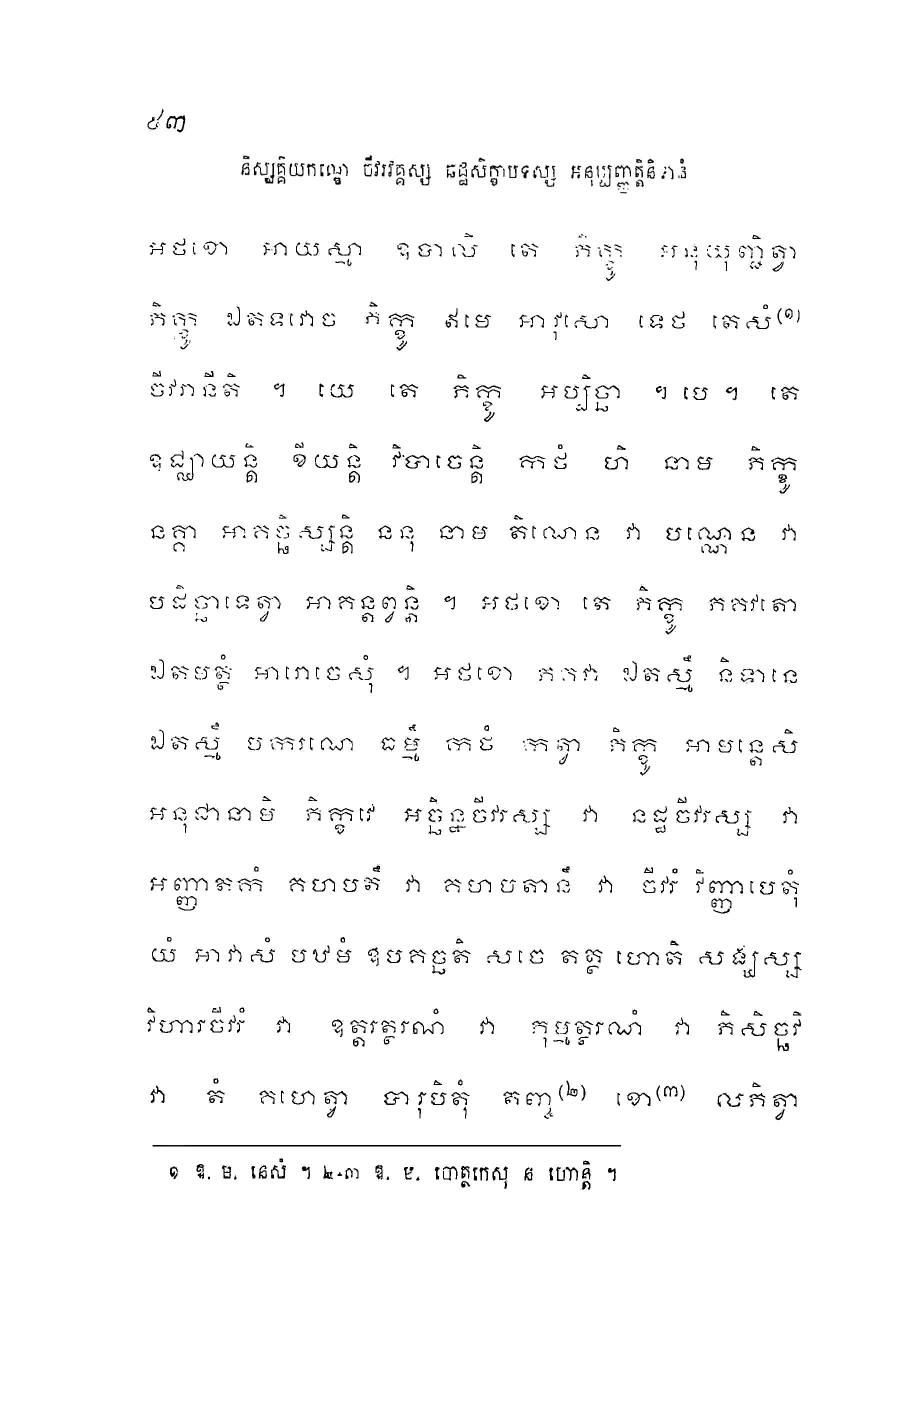 ៥៣
និស្សគ្គិយកណ្ឌេ ចីវរវគ្គស្ស ឆដ្ឋសិក្ខាបទស្ស អនុប្បញ្ញត្តិនិទានំ
អថខោ អាយស្មា ឧទាយិ តេ ភិក្ខូ អនុយុញ្ជិត្វា
ភិក្ខូ ឯតទវោច ភិក្ខូ ឥមេ អាវុសោ ទេថ តេសំ(១)
ចីវរានីតិ ។ យេ តេ ភិក្ខូ អប្បិច្ឆា ។ បេ ។ តេ
ឧជ្ឈាយន្តិ ខីយន្តិ វិបាចេន្តិ កថំ ហិ នាម ភិក្ខូ
នគ្គា អាគច្ឆិស្សន្តិ ននុ នាម តិណេន វា បណ្ណេន វា
បដិច្ឆាទេត្វា អាគន្តព្វន្តិ ។ អថខោ តេ ភិក្ខូ ភគវតោ
ឯតមត្ថំ អារោចេសុំ ។ អថខោ ភគវា ឯតស្មឹ និទានេ
ឯតស្មឹ បករណេ ធម្មឹ កថំ កត្វា ភិក្ខូ អាមន្តេសិ
អនុជានាមិ ភិក្ខវេ អច្ឆិន្នចីវរស្ស វា នដ្ឋចីវរស្ស វា
អញ្ញាតកំ គហបតឹ វា គហបតានឹ វា ចីវរំ វិញ្ញាបេតុំ
យំ អាវាសំ បឋមំ ឧបគច្ឆតិ សចេ តត្ថ ហោតិ សង្ឃស្ស
វិហារចីវរំ វា ឧត្តរត្ថរណំ វា ភុម្មត្ថរណំ វា ភិសិច្ឆវិ
វា តំ គហេត្វា បារុបិតុំ តញ្ច(២) ខោ(៣) លភិត្វា
១ ឱ. ម. នេសំ ។ ២-៣ ឱ. ម. បោត្ថកេសុ ន ហោន្តិ ។